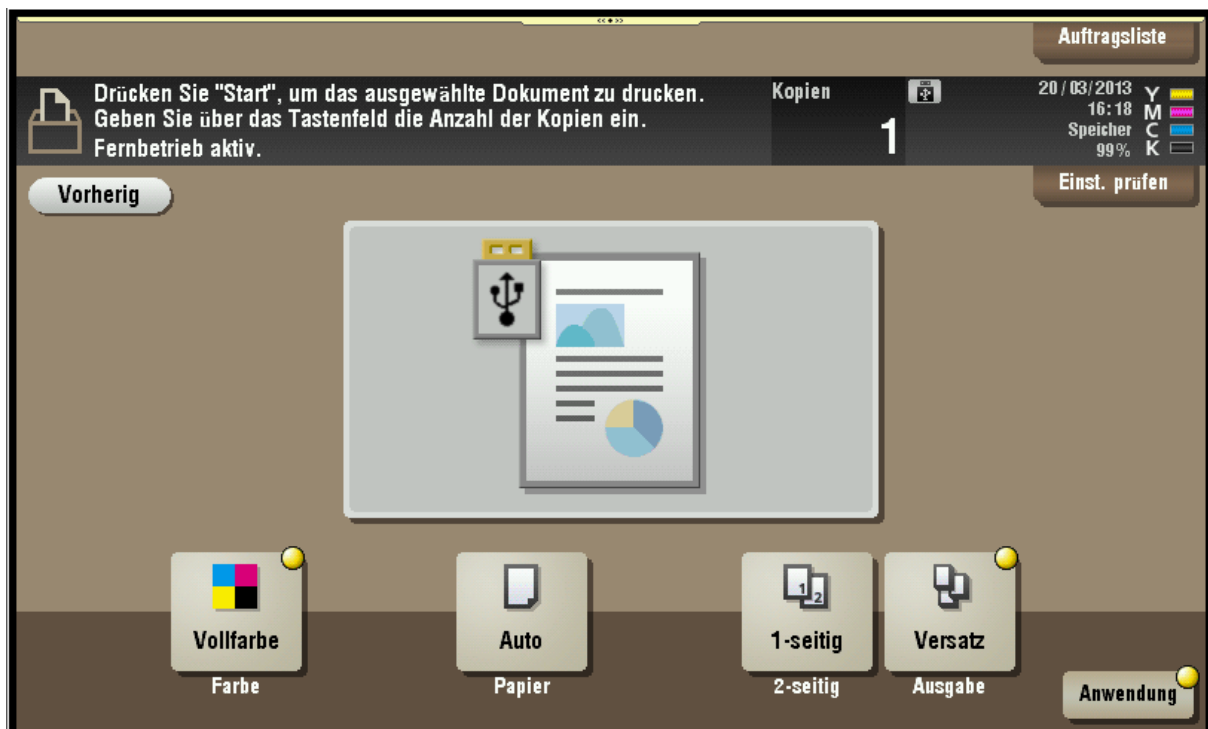 Auftragsliste
Drücken Sie "Start", um das ausgewählte Dokument zu drucken.
Geben Sie über das Tastenfeld die Anzahl der Kopien ein.
Fernbetrieb aktiv.
Kopien
1
20/03/2013
16:18
Speicher
99%
Y
M
C
K
Vorherig
Einst. prüfen
Vollfarbe
Farbe
Auto
Papier
1 2
1-seitig
2-seitig
Versatz
Ausgabe
Anwendung